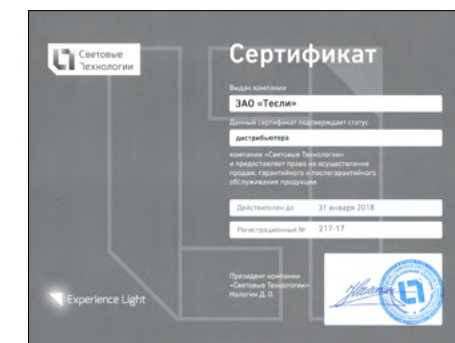 Световые
Технологии
Сертификат
Выдан компании
ЗАО «Тесли»
Данный сертификат подтверждает статус
дистрибьютора
компании «Световые Технологии»
и предоставляет право на осуществление
продаж, гарантийного и послегарантийного
обслуживания продукции.
Действителен до 31 января 2018
Регистрационный № 217-17
Президент компании
«Световые Технологии»
Налогин Д. О.
Experience Light